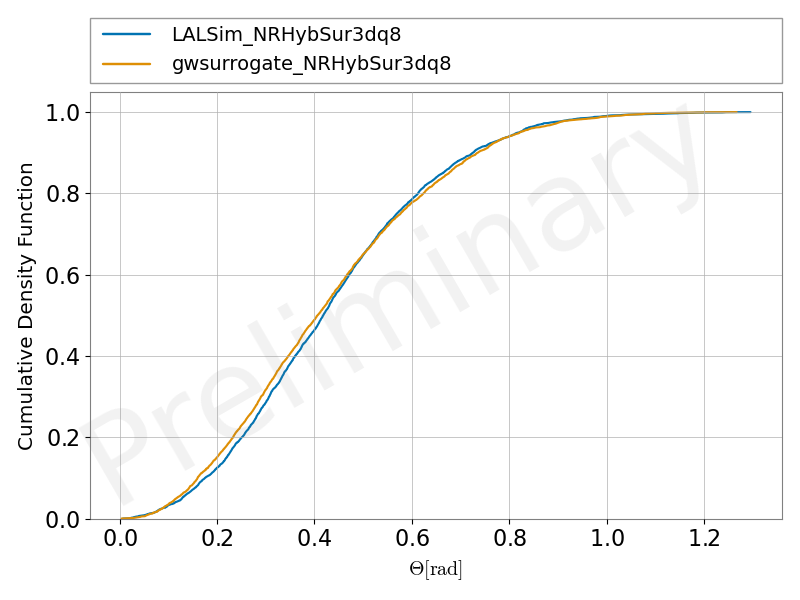 LALSim_NRHybSur3dq8
gwsurrogate_NRHybSur3dq8
1.0
0.8
0.6
0.4
0.2
0.0
Cumulative Density Function
Preliminary
0.0 0.2 0.4 0.6 0.8 1.0 1.2
Θ[rad]